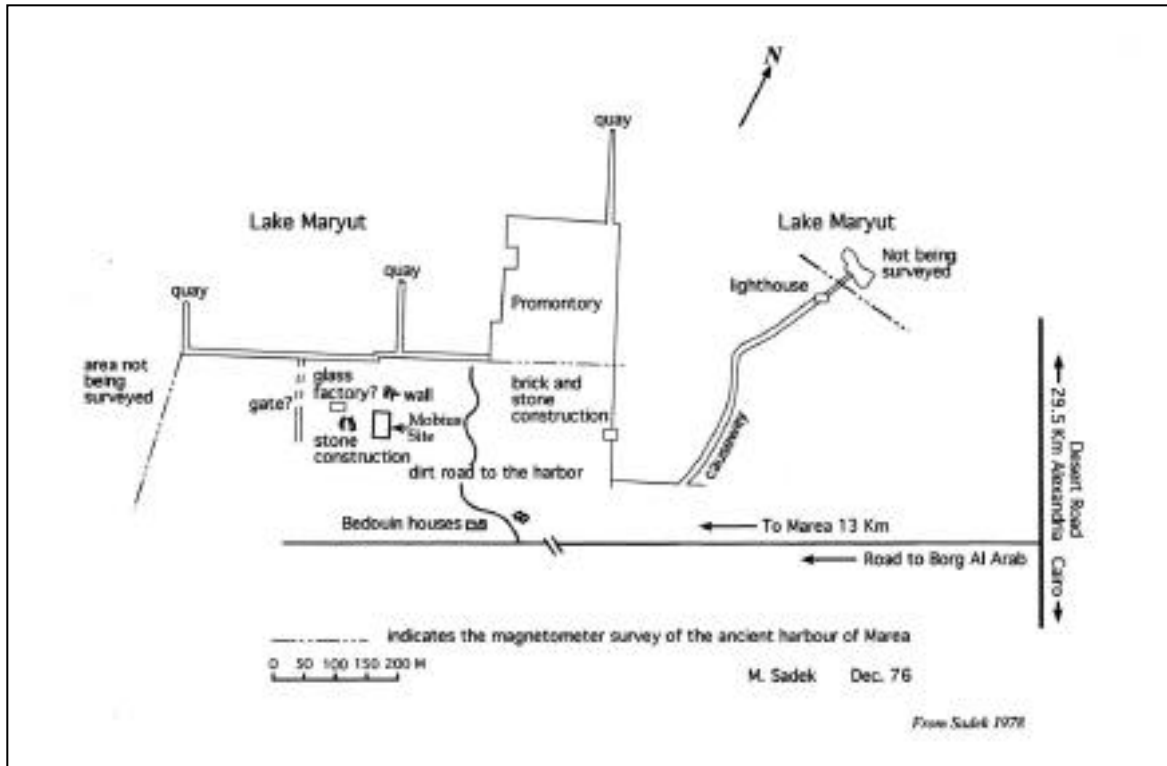 N
quay
Lake Maryut
Lake Maryut
Not being
surveyed
quay
lighthouse
quay
Promontory
area not
being
surveyed
glass
factory?
wall
brick and
stone
construction
gate?
Mobius
Site
stone
construction
causeway
dirt road to the harbor
Bedouin houses
To Marea 13 Km
Road to Borg Al Arab
Desert Road
29.5 Km Alexandria Cairo
indicates the magnetometer survey of the ancient harbour of Marea
0 50 100 150 200 M
M. Sadek Dec. 76
From Sadek 1978